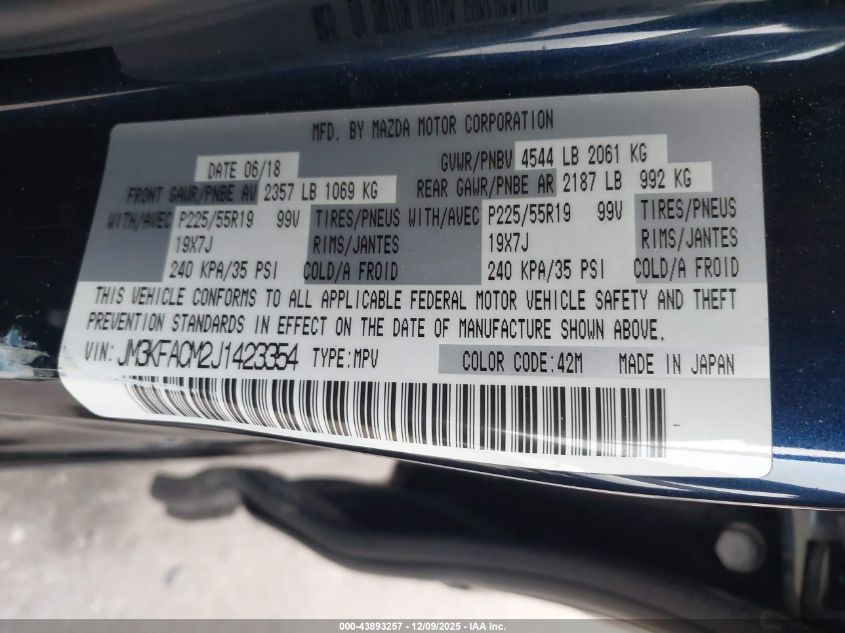 MFD. BY MAZDA MOTOR CORPORATION
DATE 06/18 GVWR/PNBV 4544 LB 2061 KG
FRONT GAWR/PNBE AV 2357 LB 1069 KG REAR GAWR/PNBE AR 2187 LB 992 KG
WITH/AVEC P225/55R19 99V TIRES/PNEUS WITH/AVEC P225/55R19 99V TIRES/PNEUS
19X7J RIMS/JANTES 19X7J RIMS/JANTES
240 KPA/35 PSI COLD/A FROID 240 KPA/35 PSI COLD/A FROID
THIS VEHICLE CONFORMS TO ALL APPLICABLE FEDERAL MOTOR VEHICLE SAFETY AND THEFT
PREVENTION STANDARDS IN EFFECT ON THE DATE OF MANUFACTURE SHOWN ABOVE.
VIN: JM3KFACM2J1423354 TYPE:MPV COLOR CODE:42M MADE IN JAPAN
000-43893257 - 12/09/2025 - IAA Inc.